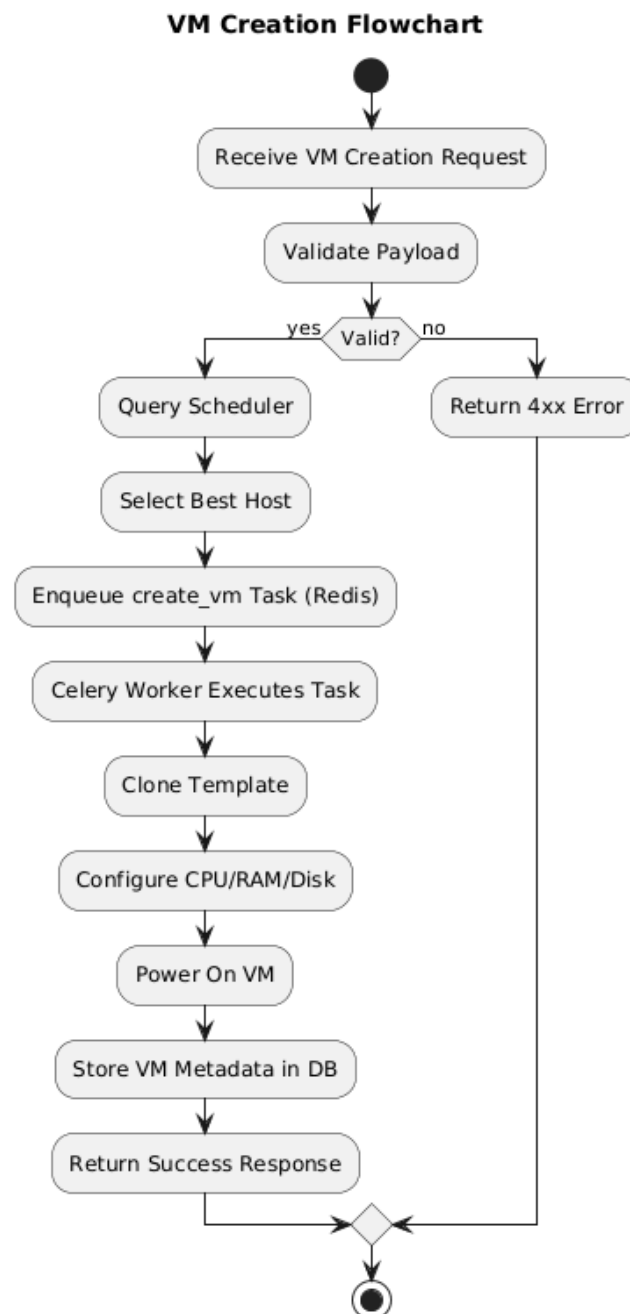 VM Creation Flowchart
Receive VM Creation Request
Validate Payload
Valid?
yes
no
Query Scheduler
Return 4xx Error
Select Best Host
Enqueue create_vm Task (Redis)
Celery Worker Executes Task
Clone Template
Configure CPU/RAM/Disk
Power On VM
Store VM Metadata in DB
Return Success Response